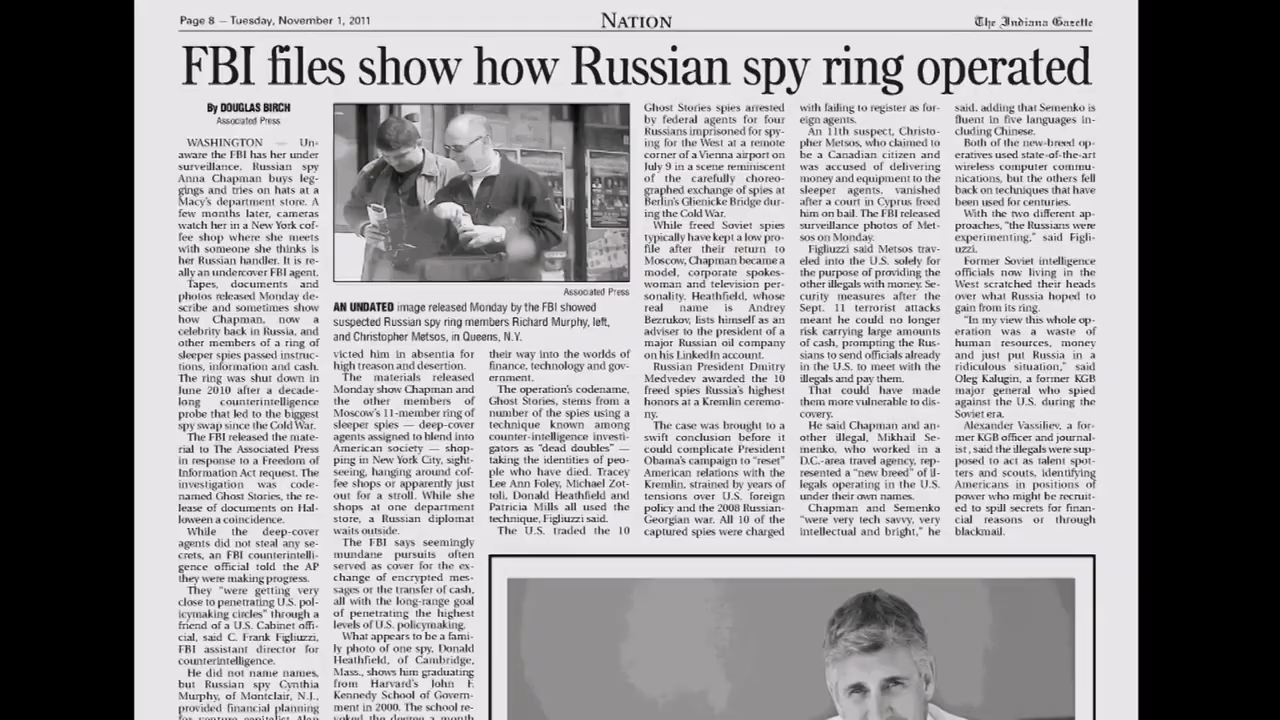 Page 8 — Tuesday, November 1, 2011
NATION
The Indiana Gazette
FBI files show how Russian spy ring operated
By DOUGLAS BIRCH
Associated Press
WASHINGTON — Un-
aware the FBI has her under
surveillance, Russian spy
Anna Chapman buys leg-
gings and tries on hats at a
Macy's department store. A
few months later, cameras
watch her in a New York cof-
fee shop where she meets
with someone she thinks is
her Russian handler. It is re-
ally an undercover FBI agent.
Tapes, documents and
photos released Monday de-
scribe and sometimes show
how Chapman, now a
celebrity back in Russia, and
other members of a ring of
sleeper spies passed instruc-
tions, information and cash.
The ring was shut down in
June 2010 after a decade-
long counterintelligence
probe that led to the biggest
spy swap since the Cold War.
The FBI released the mate-
rial to The Associated Press
in response to a Freedom of
Information Act request. The
investigation was code-
named Ghost Stories, the re-
lease of documents on Hal-
loween a coincidence.
While the deep-cover
agents did not steal any se-
crets, an FBI counterintelli-
gence official told the AP
they were making progress.
They "were getting very
close to penetrating U.S. pol-
icymaking circles" through a
friend of a U.S. Cabinet offi-
cial, said C. Frank Figliuzzi,
FBI assistant director for
counterintelligence.
He did not name names,
but Russian spy Cynthia
Murphy, of Montclair, N.J.,
provided financial planning
for venture capitalist Alan
Associated Press
AN UNDATED image released Monday by the FBI showed
suspected Russian spy ring members Richard Murphy, left,
and Christopher Metsos, in Queens, N.Y.
victed him in absentia for
high treason and desertion.
The materials released
Monday show Chapman and
the other members of
Moscow's 11-member ring of
sleeper spies — deep-cover
agents assigned to blend into
American society — shop-
ping in New York City, sight-
seeing, hanging around cof-
fee shops or apparently just
out for a stroll. While she
shops at one department
store, a Russian diplomat
waits outside.
The FBI says seemingly
mundane pursuits often
served as cover for the ex-
change of encrypted mes-
sages or the transfer of cash,
all with the long-range goal
of penetrating the highest
levels of U.S. policymaking.
What appears to be a fami-
ly photo of one spy, Donald
Heathfield, of Cambridge,
Mass., shows him graduating
from Harvard's John F.
Kennedy School of Govern-
ment in 2000. The school re-
voked the degree a month
their way into the worlds of
finance, technology and gov-
ernment.
The operation's codename,
Ghost Stories, stems from a
number of the spies using a
technique known among
counter-intelligence investi-
gators as "dead doubles" —
taking the identities of peo-
ple who have died. Tracey
Lee Ann Foley, Michael Zot-
toli, Donald Heathfield and
Patricia Mills all used the
technique, Figliuzzi said.
The U.S. traded the 10
Ghost Stories spies arrested
by federal agents for four
Russians imprisoned for spy-
ing for the West at a remote
corner of a Vienna airport on
July 9 in a scene reminiscent
of the carefully choreo-
graphed exchange of spies at
Berlin's Glienicke Bridge dur-
ing the Cold War.
While freed Soviet spies
typically have kept a low pro-
file after their return to
Moscow, Chapman became a
model, corporate spokes-
woman and television per-
sonality. Heathfield, whose
real name is Andrey
Bezrukov, lists himself as an
adviser to the president of a
major Russian oil company
on his LinkedIn account.
Russian President Dmitry
Medvedev awarded the 10
freed spies Russia's highest
honors at a Kremlin ceremo-
ny.
The case was brought to a
swift conclusion before it
could complicate President
Obama's campaign to "reset"
American relations with the
Kremlin, strained by years of
tensions over U.S. foreign
policy and the 2008 Russian-
Georgian war. All 10 of the
captured spies were charged
with failing to register as for-
eign agents.
An 11th suspect, Christo-
pher Metsos, who claimed to
be a Canadian citizen and
was accused of delivering
money and equipment to the
sleeper agents, vanished
after a court in Cyprus freed
him on bail. The FBI released
surveillance photos of Met-
sos on Monday.
Figliuzzi said Metsos trav-
eled into the U.S. solely for
the purpose of providing the
other illegals with money. Se-
curity measures after the
Sept. 11 terrorist attacks
meant he could no longer
risk carrying large amounts
of cash, prompting the Rus-
sians to send officials already
in the U.S. to meet with the
illegals and pay them.
That could have made
them more vulnerable to dis-
covery.
He said Chapman and an-
other illegal, Mikhail Se-
menko, who worked in a
D.C.-area travel agency, rep-
resented a "new breed" of il-
legals operating in the U.S.
under their own names.
Chapman and Semenko
"were very tech savvy, very
intellectual and bright," he
said, adding that Semenko is
fluent in five languages in-
cluding Chinese.
Both of the new-breed op-
eratives used state-of-the-art
wireless computer commu-
nications, but the others fell
back on techniques that have
been used for centuries.
With the two different ap-
proaches, "the Russians were
experimenting," said Figli-
uzzi.
Former Soviet intelligence
officials now living in the
West scratched their heads
over what Russia hoped to
gain from its ring.
"In my view this whole op-
eration was a waste of
human resources, money
and just put Russia in a
ridiculous situation," said
Oleg Kalugin, a former KGB
major general who spied
against the U.S. during the
Soviet era.
Alexander Vassiliev, a for-
mer KGB officer and journal-
ist, said the illegals were sup-
posed to act as talent spot-
ters and scouts, identifying
Americans in positions of
power who might be recruit-
ed to spill secrets for finan-
cial reasons or through
blackmail.